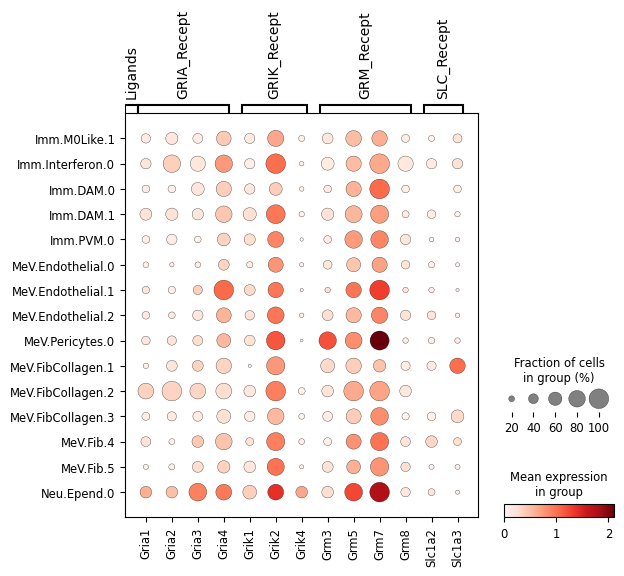 Ligands
GRIA_Recept
GRIK_Recept
GRM_Recept
SLC_Recept
Imm.M0Like.1
Imm.Interferon.0
Imm.DAM.0
Imm.DAM.1
Imm.PVM.0
MeV.Endothelial.0
MeV.Endothelial.1
MeV.Endothelial.2
MeV.Pericytes.0
MeV.FibCollagen.1
MeV.FibCollagen.2
MeV.FibCollagen.3
MeV.Fib.4
MeV.Fib.5
Neu.Epend.0
Gria1
Gria2
Gria3
Gria4
Grik1
Grik2
Grik4
Grm3
Grm5
Grm7
Grm8
Slc1a2
Slc1a3
Fraction of cells
in group (%)
20 40 60 80 100
Mean expression
in group
0 1 2